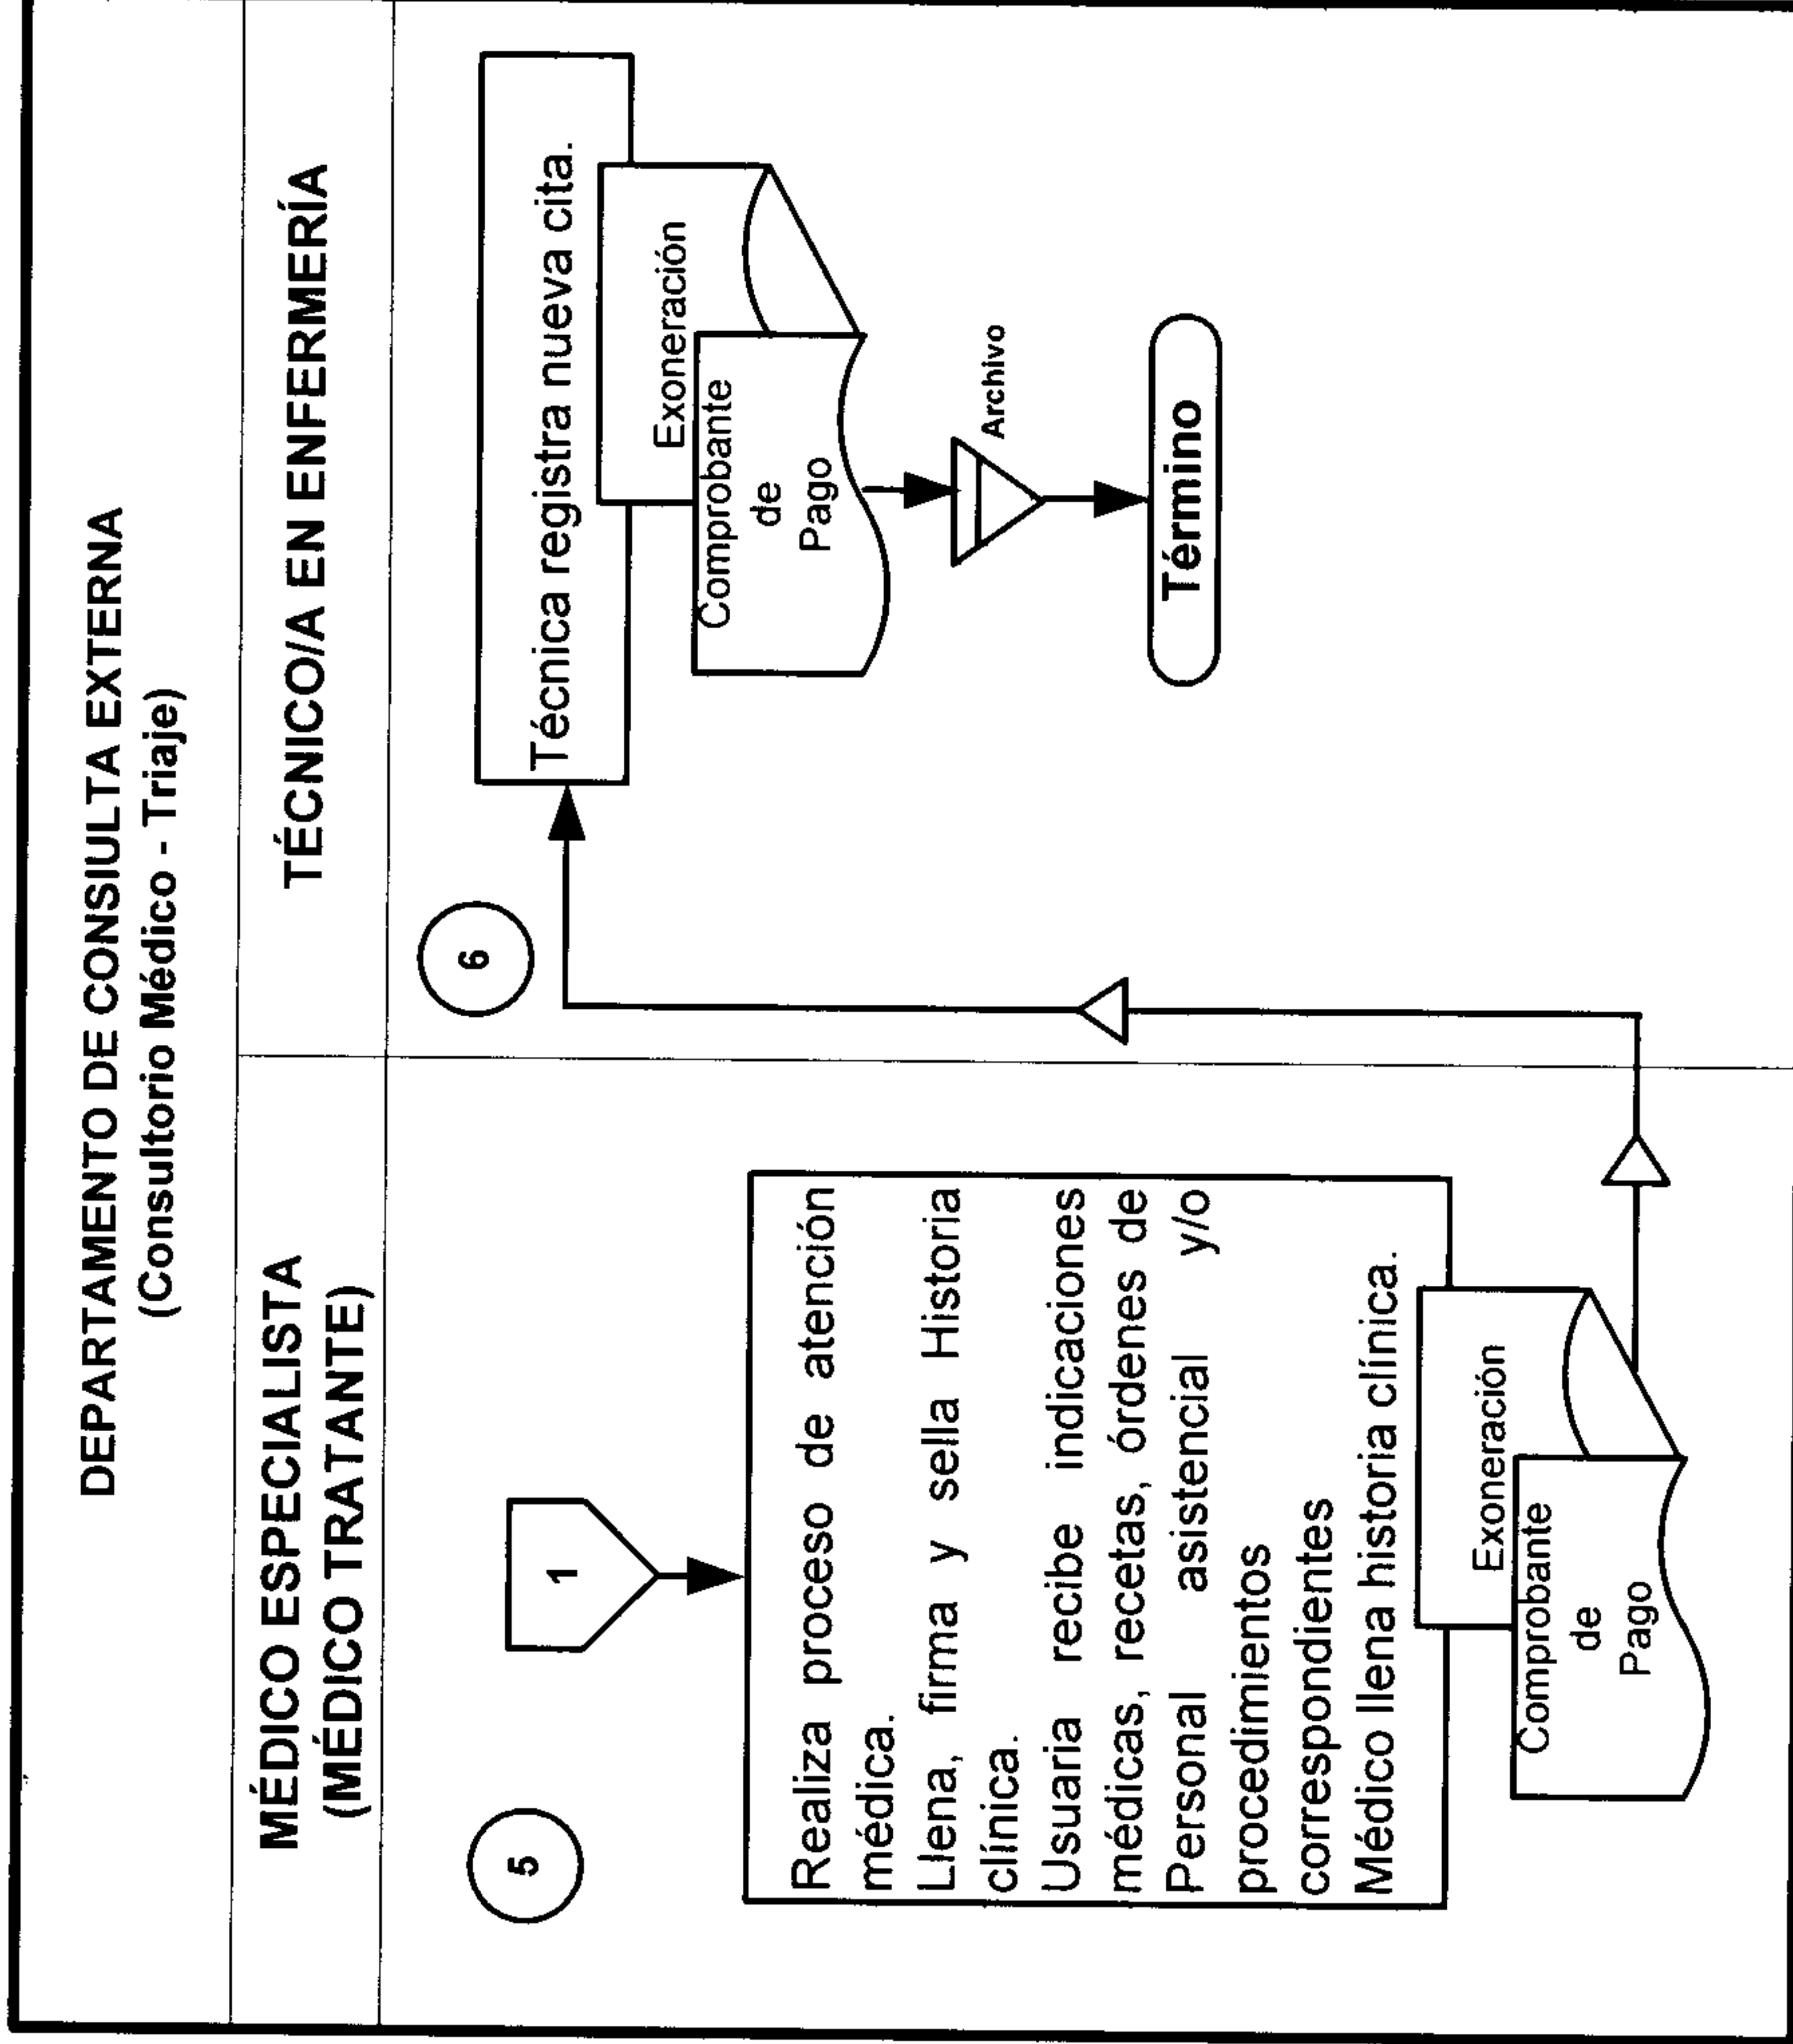 DEPARTAMENTO DE CONSIULTA EXTERNA
(Consultorio Médico - Triaje)
MÉDICO ESPECIALISTA
(MÉDICO TRATANTE)
TÉCNICO/A EN ENFERMERÍA
5
1
Realiza proceso de atención
médica.
Llena, firma y sella Historia
clínica.
Usuaria recibe indicaciones
médicas, recetas, órdenes de
Personal asistencial y/o
procedimientos
correspondientes
Médico llena historia clínica.
Exoneración
Comprobante
de
Pago
6
Técnica registra nueva cita.
Exoneración
Comprobante
de
Pago
Archivo
Término